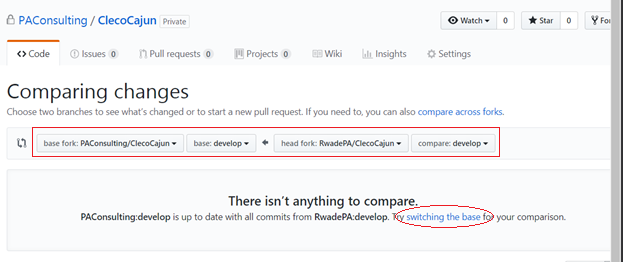 PAConsulting / ClecoCajun Private
Watch 0 Star 0
Code Issues 0 Pull requests 0 Projects 0 Wiki Insights Settings
Comparing changes
Choose two branches to see what's changed or to start a new pull request. If you need to, you can also compare across forks.
base fork: PAConsulting/ClecoCajun base: develop head fork: RwadePA/ClecoCajun compare: develop
There isn't anything to compare.
PAConsulting:develop is up to date with all commits from RwadePA:develop. Try switching the base for your comparison.